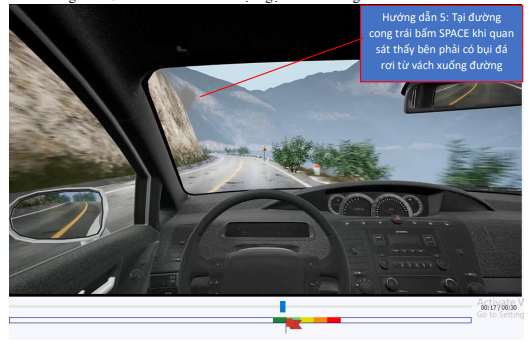 Hướng dẫn 5: Tại đường
cong trái bấm SPACE khi quan
sát thấy bên phải có bụi đá
rơi từ vách xuống đường
Activate W
00:17 / 00:30
Go to Setting